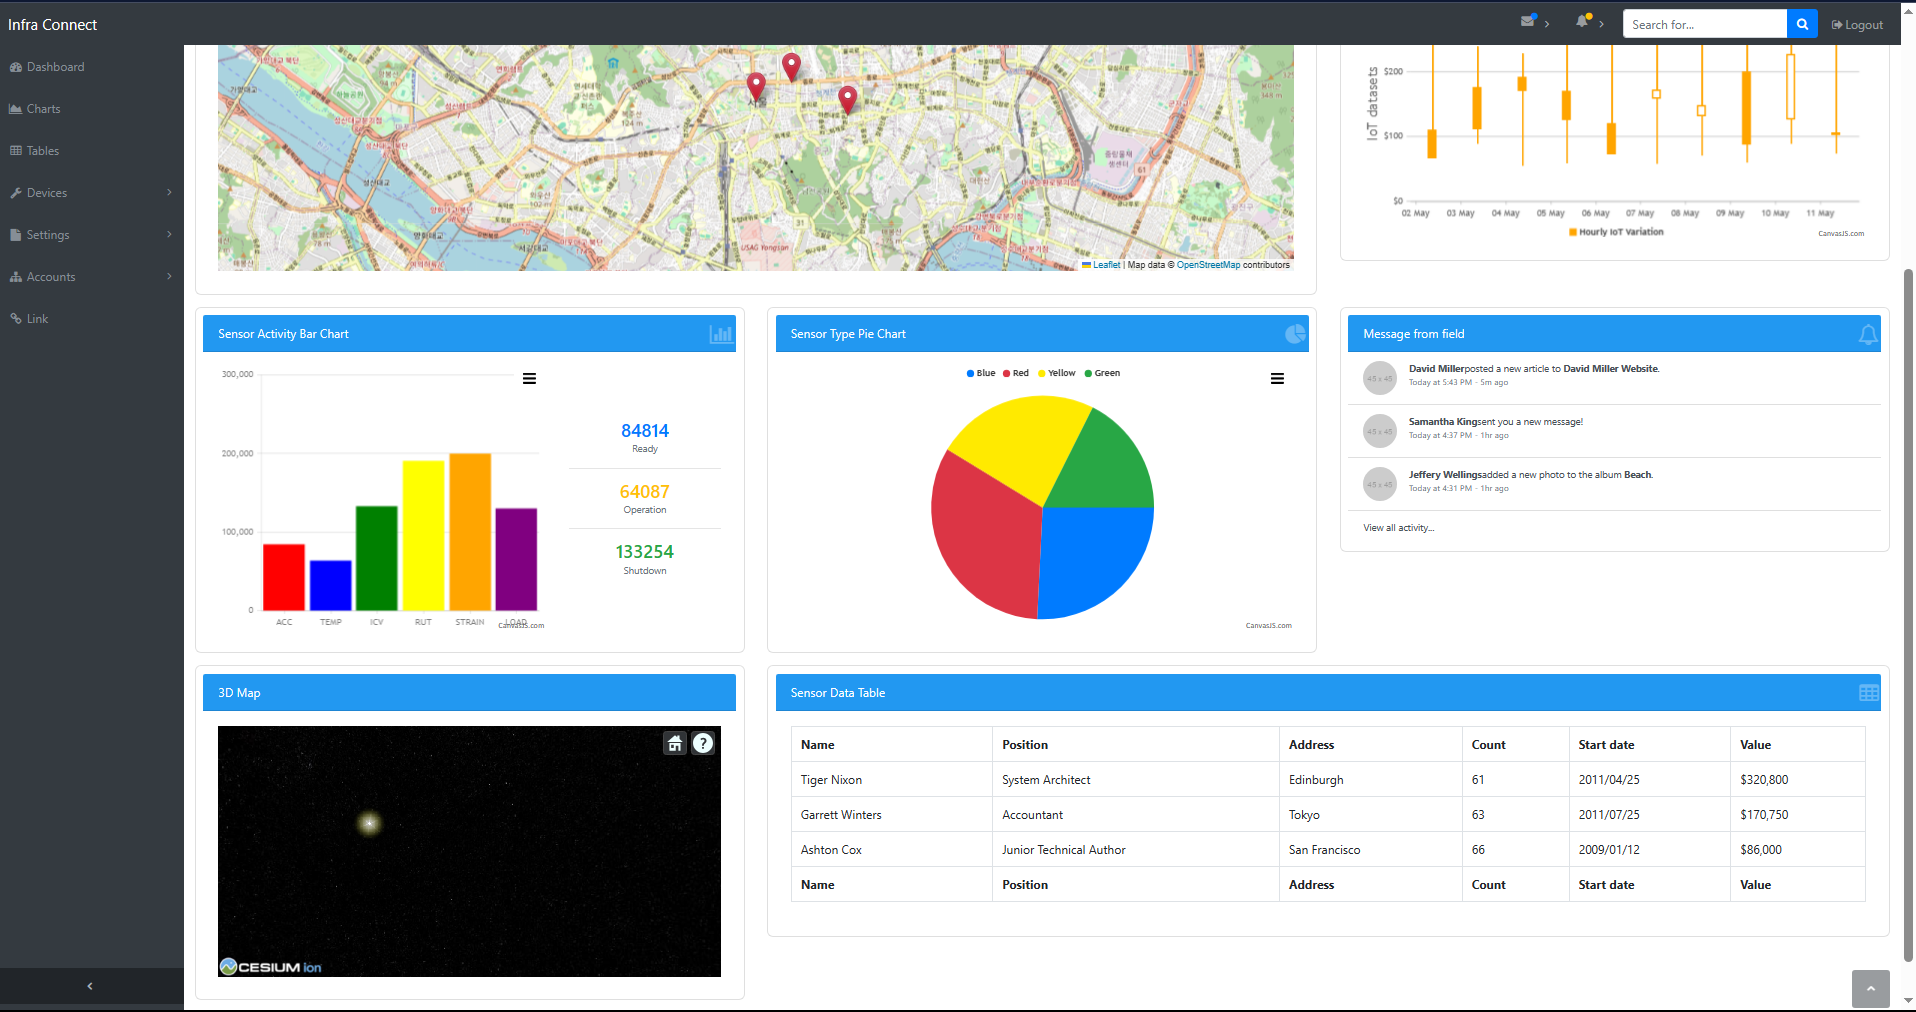 Infra Connect
Search for...
Logout
Dashboard
Charts
Tables
Devices
Settings
Accounts
Link
USAG Yongsan
31
61
Leaflet | Map data © OpenStreetMap contributors
IoT datasets
$200
$100
$0
02 May 03 May 04 May 05 May 06 May 07 May 08 May 09 May 10 May 11 May
Hourly IoT Variation
CanvasJS.com
Sensor Activity Bar Chart
300,000
200,000
100,000
0
ACC TEMP ICV RUT STRAIN LOAD
CanvasJS.com
84814
Ready
64087
Operation
133254
Shutdown
Sensor Type Pie Chart
Blue Red Yellow Green
CanvasJS.com
Message from field
45 x 45
David Millerposted a new article to David Miller Website.
Today at 5:43 PM - 5m ago
45 x 45
Samantha Kingsent you a new message!
Today at 4:37 PM - 1hr ago
45 x 45
Jeffery Wellingsadded a new photo to the album Beach.
Today at 4:31 PM - 1hr ago
View all activity...
3D Map
?
CESIUM ion
Sensor Data Table
Name Position Address Count Start date Value
Tiger Nixon System Architect Edinburgh 61 2011/04/25 $320,800
Garrett Winters Accountant Tokyo 63 2011/07/25 $170,750
Ashton Cox Junior Technical Author San Francisco 66 2009/01/12 $86,000
Name Position Address Count Start date Value